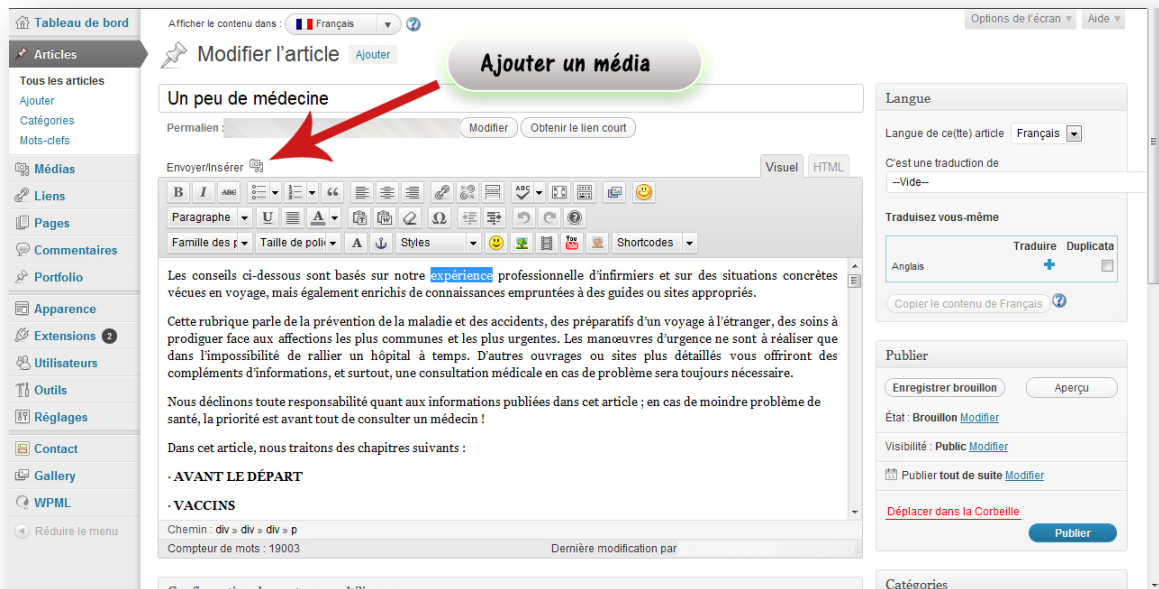 Tableau de bord
Articles
Tous les articles
Ajouter
Catégories
Mots-clefs
Médias
Liens
Pages
Commentaires
Portfolio
Apparence
Extensions 2
Utilisateurs
Outils
Réglages
Contact
Gallery
WPML
Réduire le menu
Afficher le contenu dans : Français
Options de l'écran
Aide
Modifier l'article Ajouter
Ajouter un média
Un peu de médecine
Permalien :
Modifier
Obtenir le lien court
Envoyer/Insérer
Visuel
HTML
B I ABC ABC
Paragraphe U A Ω
Famille des p Taille de poli A Styles You Tube Shortcodes
Les conseils ci-dessous sont basés sur notre expérience professionnelle d'infirmiers et sur des situations concrètes
vécues en voyage, mais également enrichis de connaissances empruntées à des guides ou sites appropriés.
Cette rubrique parle de la prévention de la maladie et des accidents, des préparatifs d'un voyage à l'étranger, des soins à
prodiguer face aux affections les plus communes et les plus urgentes. Les manœuvres d'urgence ne sont à réaliser que
dans l'impossibilité de rallier un hôpital à temps. D'autres ouvrages ou sites plus détaillés vous offriront des
compléments d'informations, et surtout, une consultation médicale en cas de problème sera toujours nécessaire.
Nous déclinons toute responsabilité quant aux informations publiées dans cet article ; en cas de moindre problème de
santé, la priorité est avant tout de consulter un médecin !
Dans cet article, nous traitons des chapitres suivants :
· AVANT LE DÉPART
· VACCINS
Chemin : div » div » div » p
Compteur de mots : 19003
Dernière modification par
Langue
Langue de ce(tte) article Français
C'est une traduction de
--Vide--
Traduisez vous-même
Traduire Duplicata
Anglais
Copier le contenu de Français
Publier
Enregistrer brouillon
Aperçu
État : Brouillon Modifier
Visibilité : Public Modifier
Publier tout de suite Modifier
Déplacer dans la Corbeille
Publier
Catégories